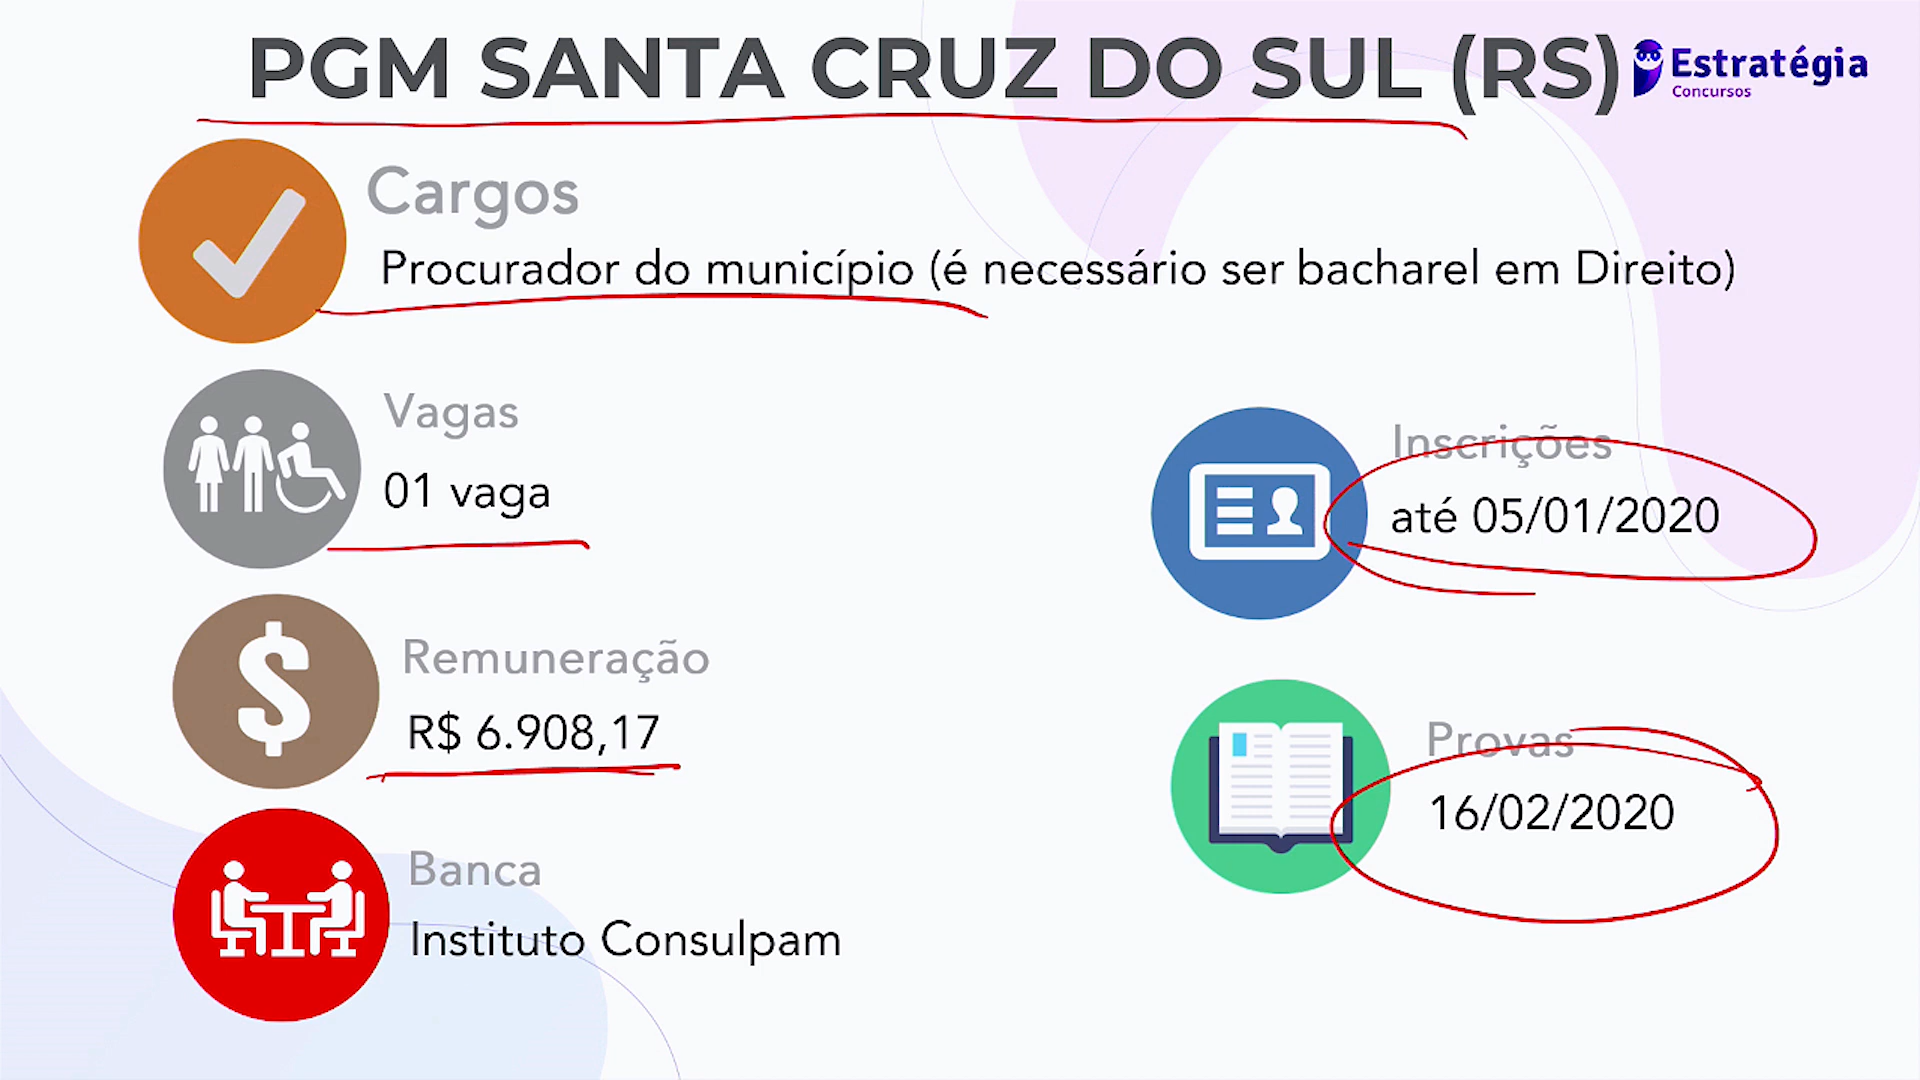 PGM SANTA CRUZ DO SUL (RS)
Estratégia
Concursos
Cargos
Procurador do município (é necessário ser bacharel em Direito)
Vagas
01 vaga
Inscrições
até 05/01/2020
Remuneração
R$ 6.908,17
Provas
16/02/2020
Banca
Instituto Consulpam